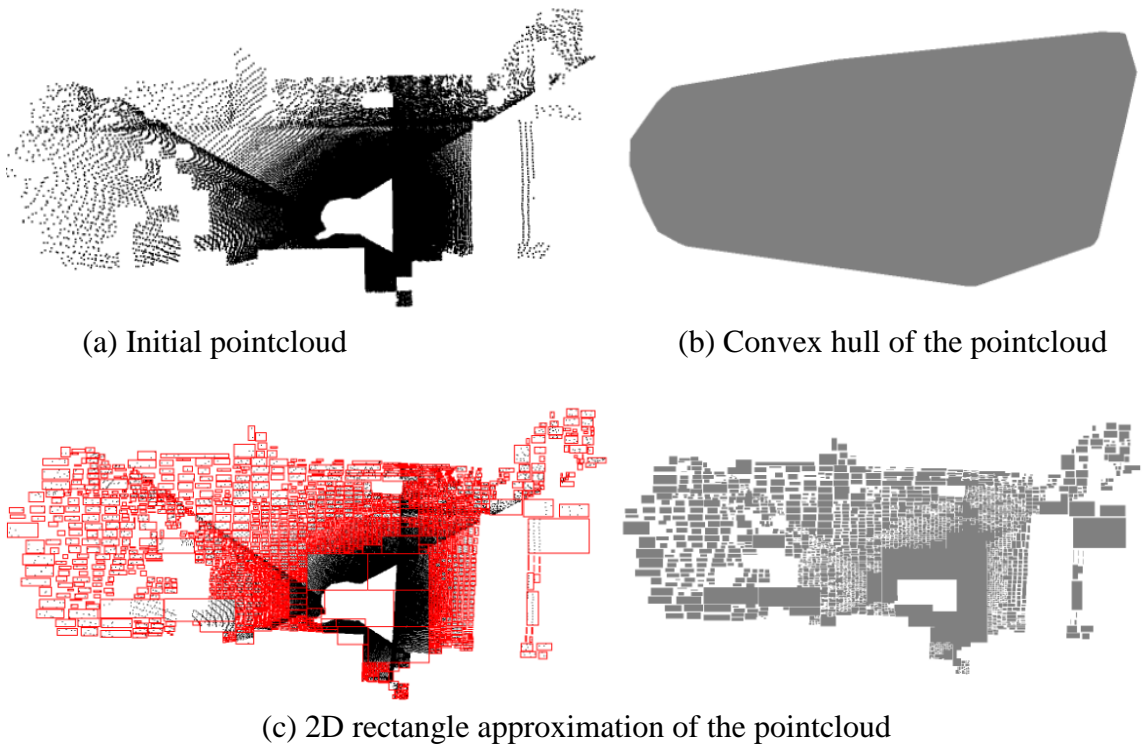 (a) Initial pointcloud
(b) Convex hull of the pointcloud
(c) 2D rectangle approximation of the pointcloud